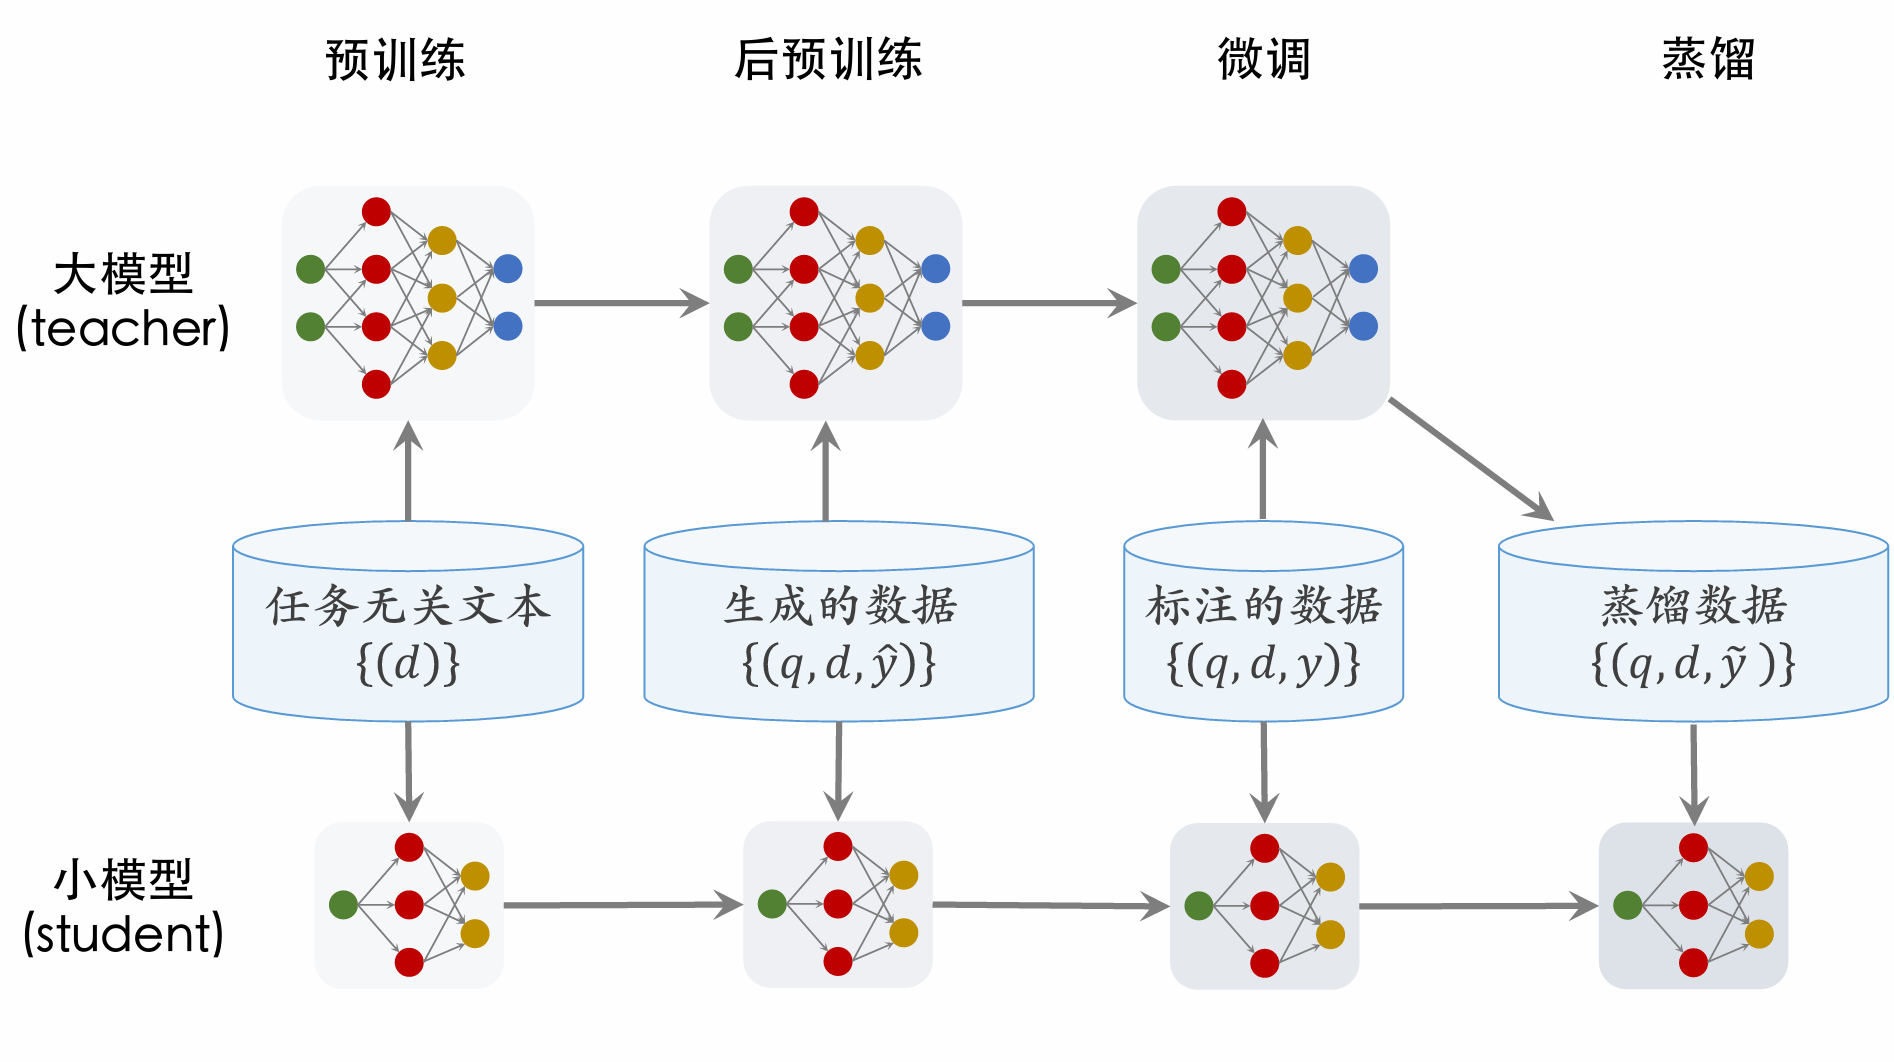 预训练
后预训练
微调
蒸馏
大模型
(teacher)
任务无关文本
{(d)}
生成的数据
{(q, d, ŷ)}
标注的数据
{(q, d, y)}
蒸馏数据
{(q, d, ỹ )}
小模型
(student)